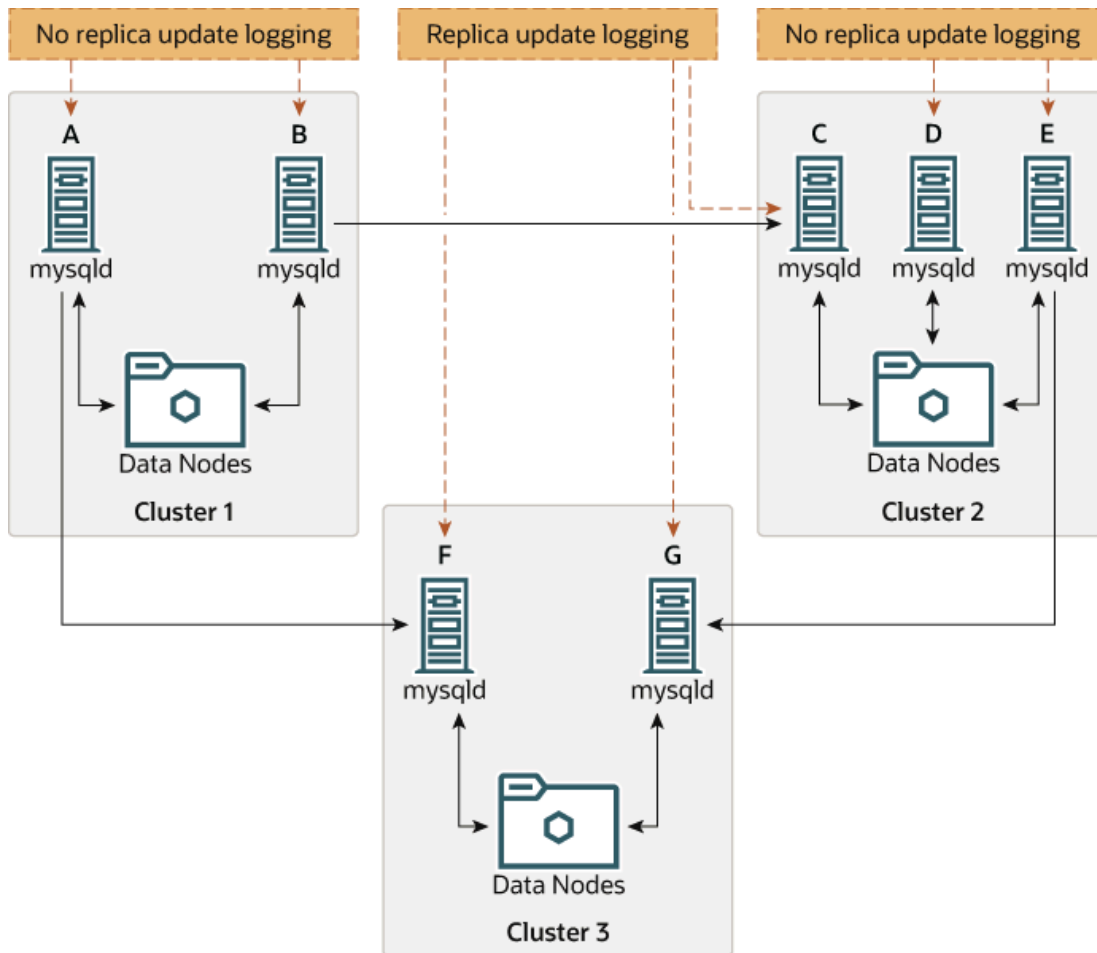 No replica update logging
Replica update logging
No replica update logging
A
B
C
D
E
mysqld
mysqld
mysqld
mysqld
mysqld
Data Nodes
Data Nodes
Cluster 1
Cluster 2
F
G
mysqld
mysqld
Data Nodes
Cluster 3